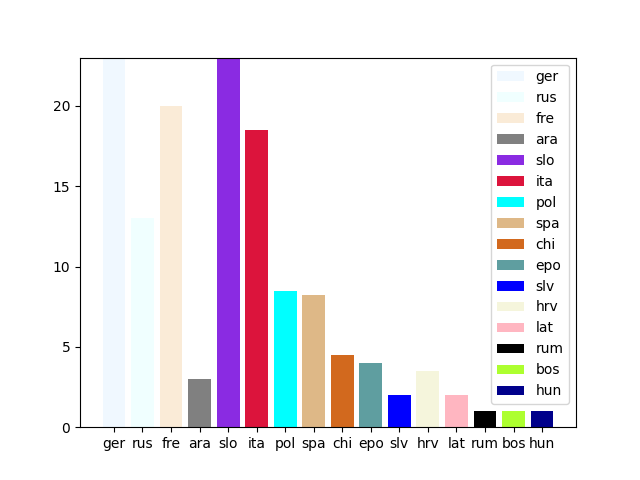 20
15
10
5
0
ger rus fre ara slo ita pol spa chi epo slv hrv lat rum bos hun
ger
rus
fre
ara
slo
ita
pol
spa
chi
epo
slv
hrv
lat
rum
bos
hun